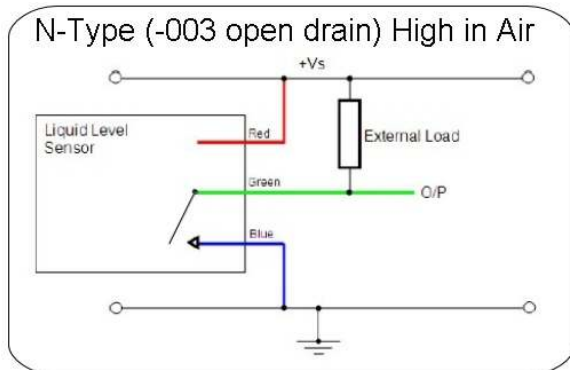 N-Type (-003 open drain) High in Air
+Vs
Liquid Level
Sensor
Red
External Load
Green
O/P
Blue